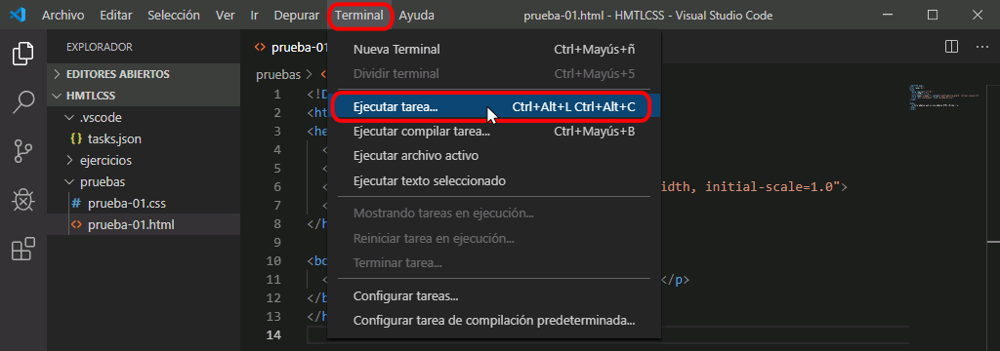 Archivo Editar Selección Ver Ir Depurar Terminal Ayuda prueba-01.html - HMTLCSS - Visual Studio Code
EXPLORADOR
EDITORES ABIERTOS
HMTLCSS
.vscode
{} tasks.json
ejercicios
pruebas
# prueba-01.css
<> prueba-01.html
<> prueba-01
pruebas > <>
1 <!D
2 <ht
3 <he
4 <
5 <
6 < idth, initial-scale=1.0">
7 <
8 </h
9
10 <bo
11 < </p>
12 </b
13 </h
14
Nueva Terminal Ctrl+Mayús+ñ
Dividir terminal Ctrl+Mayús+5
Ejecutar tarea... Ctrl+Alt+L Ctrl+Alt+C
Ejecutar compilar tarea... Ctrl+Mayús+B
Ejecutar archivo activo
Ejecutar texto seleccionado
Mostrando tareas en ejecución...
Reiniciar tarea en ejecución...
Terminar tarea...
Configurar tareas...
Configurar tarea de compilación predeterminada...